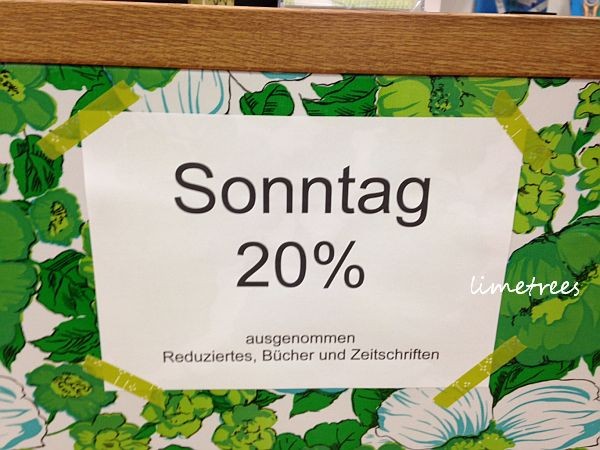 Sonntag
20%
limetrees
ausgenommen
Reduziertes, Bücher und Zeitschriften